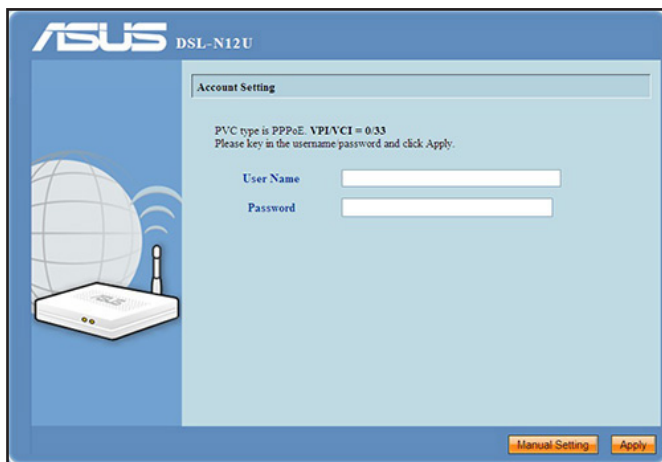 ASUS DSL-N12U
Account Setting
PVC type is PPPoE. VPI/VCI = 0/33
Please key in the username/password and click Apply.
User Name
Password
ASUS
Manual Setting Apply